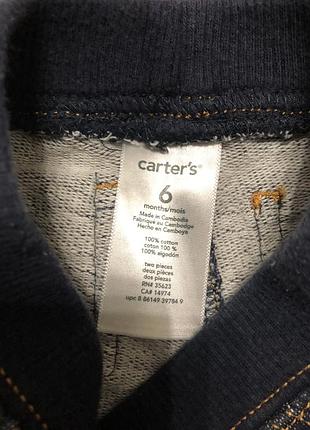 carter's®
6
months/mois
Made in Cambodia
Fabriqué au Cambodge
Hecho en Camboya
100% cotton
coton 100 %
100% algodón
two pieces
deux pièces
dos piezas
RN# 35623
CA# 14974
upc 8 86149 39784 9